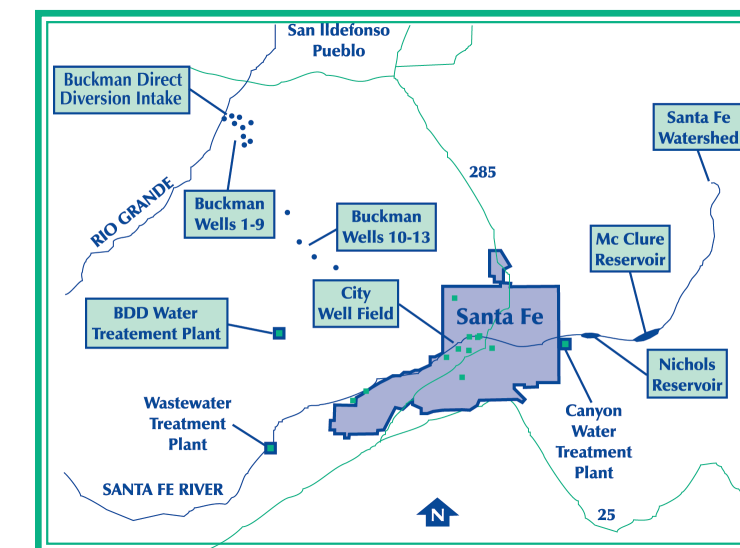 San Ildefonso
Pueblo
Buckman Direct
Diversion Intake
Santa Fe
Watershed
285
RIO GRANDE
Buckman
Wells 1-9
Buckman
Wells 10-13
Mc Clure
Reservoir
City
Well Field
Santa Fe
BDD Water
Treatement Plant
Nichols
Reservoir
Wastewater
Treatment
Plant
Canyon
Water
Treatment
Plant
SANTA FE RIVER
N
25